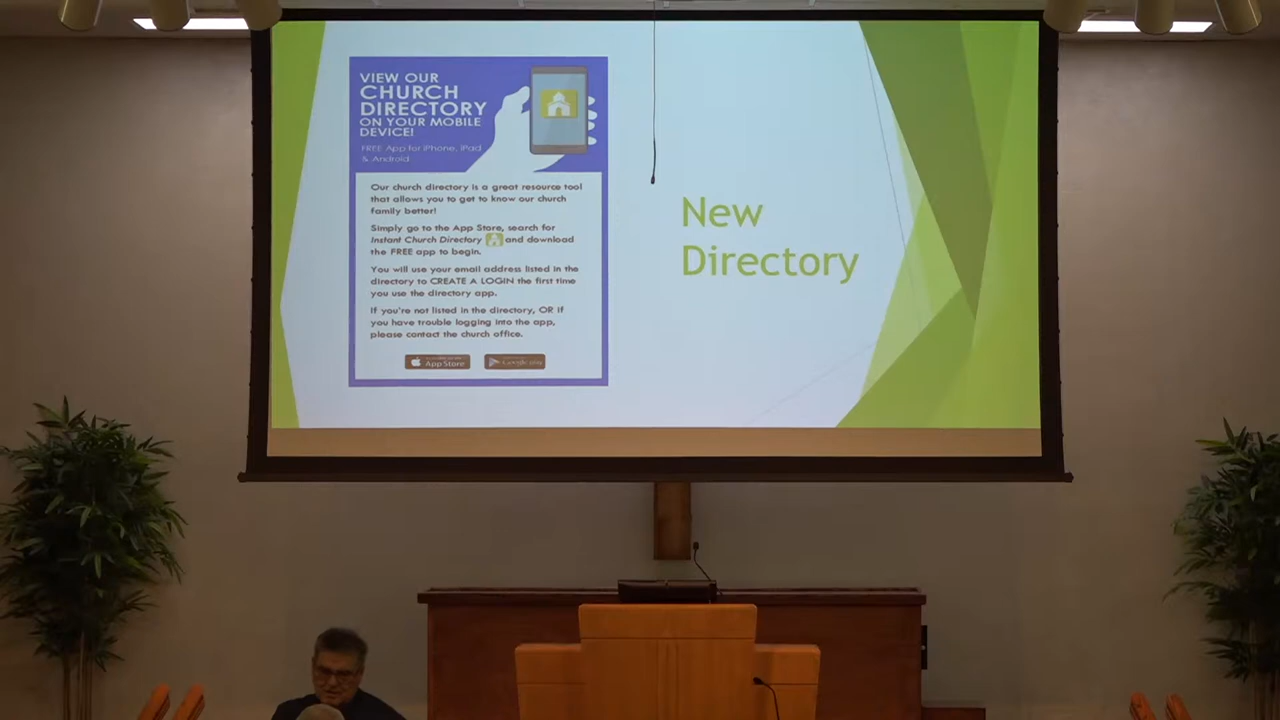 VIEW OUR
CHURCH
DIRECTORY
ON YOUR MOBILE
DEVICE!
FREE App for iPhone, iPad
& Android
Our church directory is a great resource tool
that allows you to get to know our church
family better!
Simply go to the App Store, search for
Instant Church Directory and download
the FREE app to begin.
You will use your email address listed in the
directory to CREATE A LOGIN the first time
you use the directory app.
If you're not listed in the directory, OR if
you have trouble logging into the app,
please contact the church office.
App Store
Google play
New
Directory